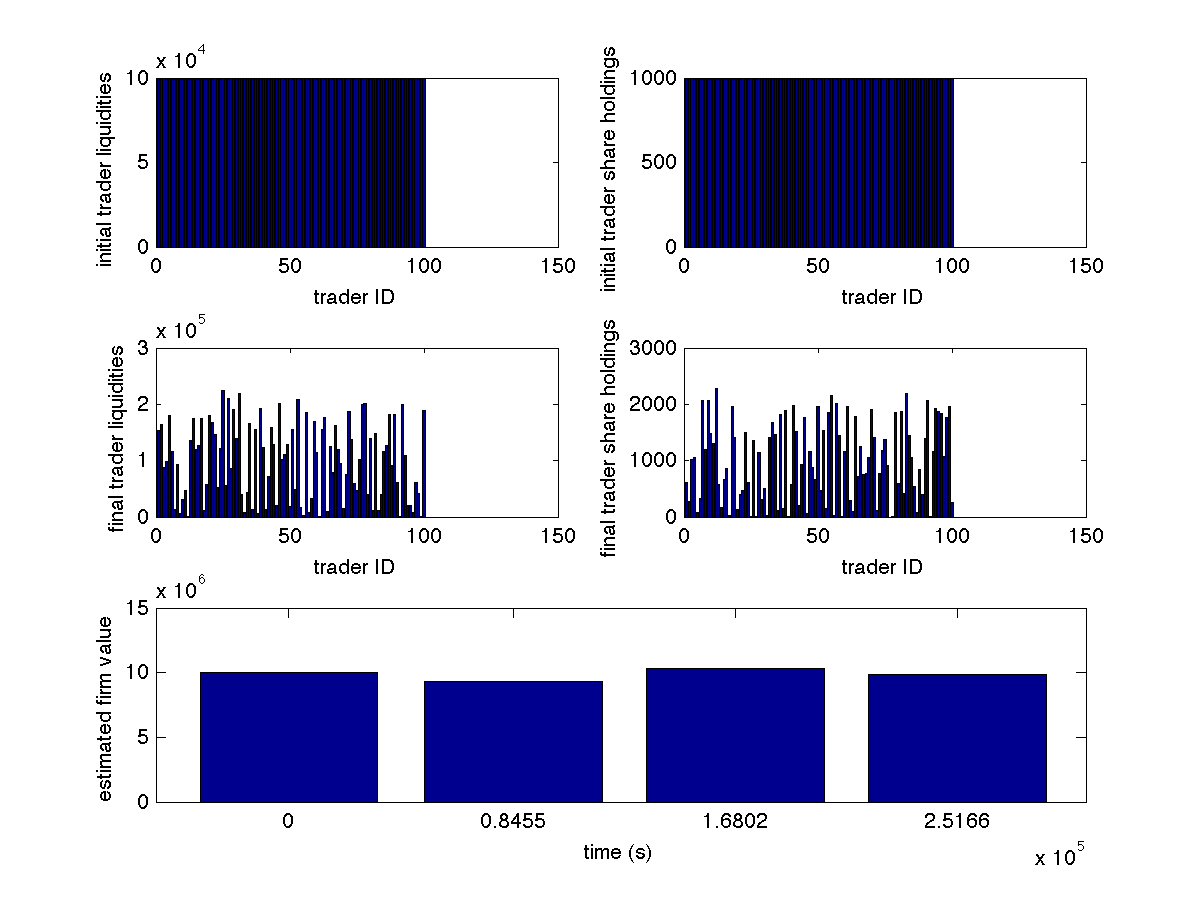 x 10^4
initial trader liquidities
10
5
0
0 50 100 150
trader ID
initial trader share holdings
1000
500
0
0 50 100 150
trader ID
x 10^5
final trader liquidities
3
2
1
0
0 50 100 150
trader ID
final trader share holdings
3000
2000
1000
0
0 50 100 150
trader ID
x 10^6
estimated firm value
15
10
5
0
0 0.8455 1.6802 2.5166
time (s)
x 10^5